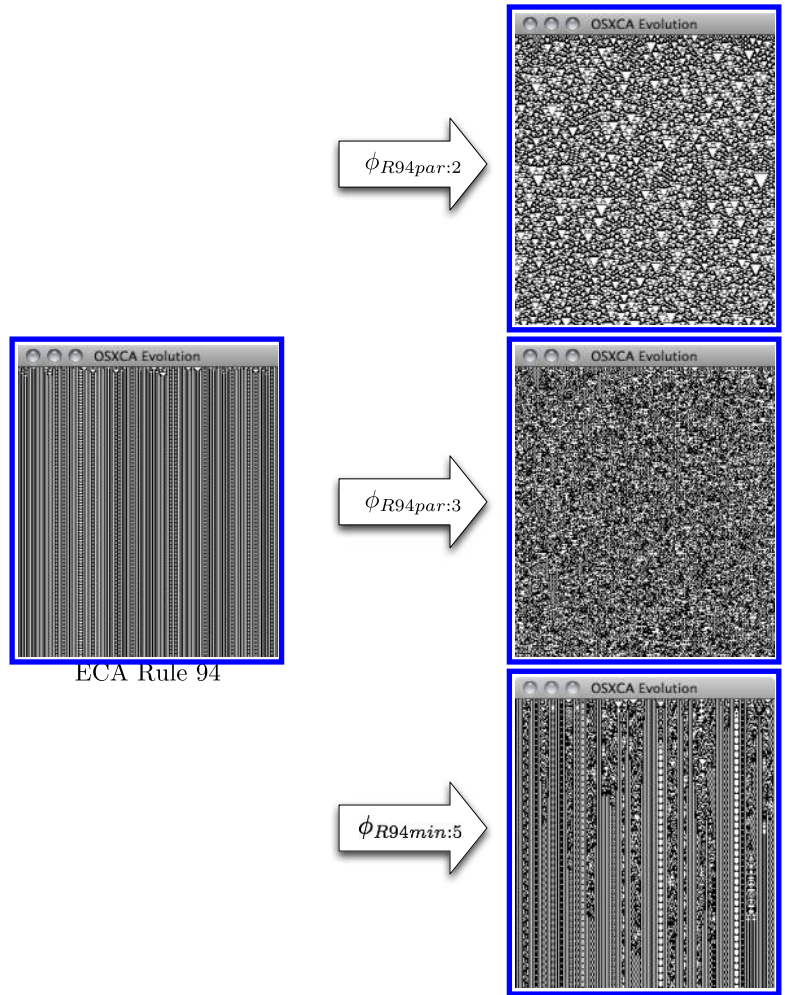 OSXCA Evolution
ϕR94par:2
OSXCA Evolution
OSXCA Evolution
ϕR94par:3
ECA Rule 94
OSXCA Evolution
ϕR94min:5